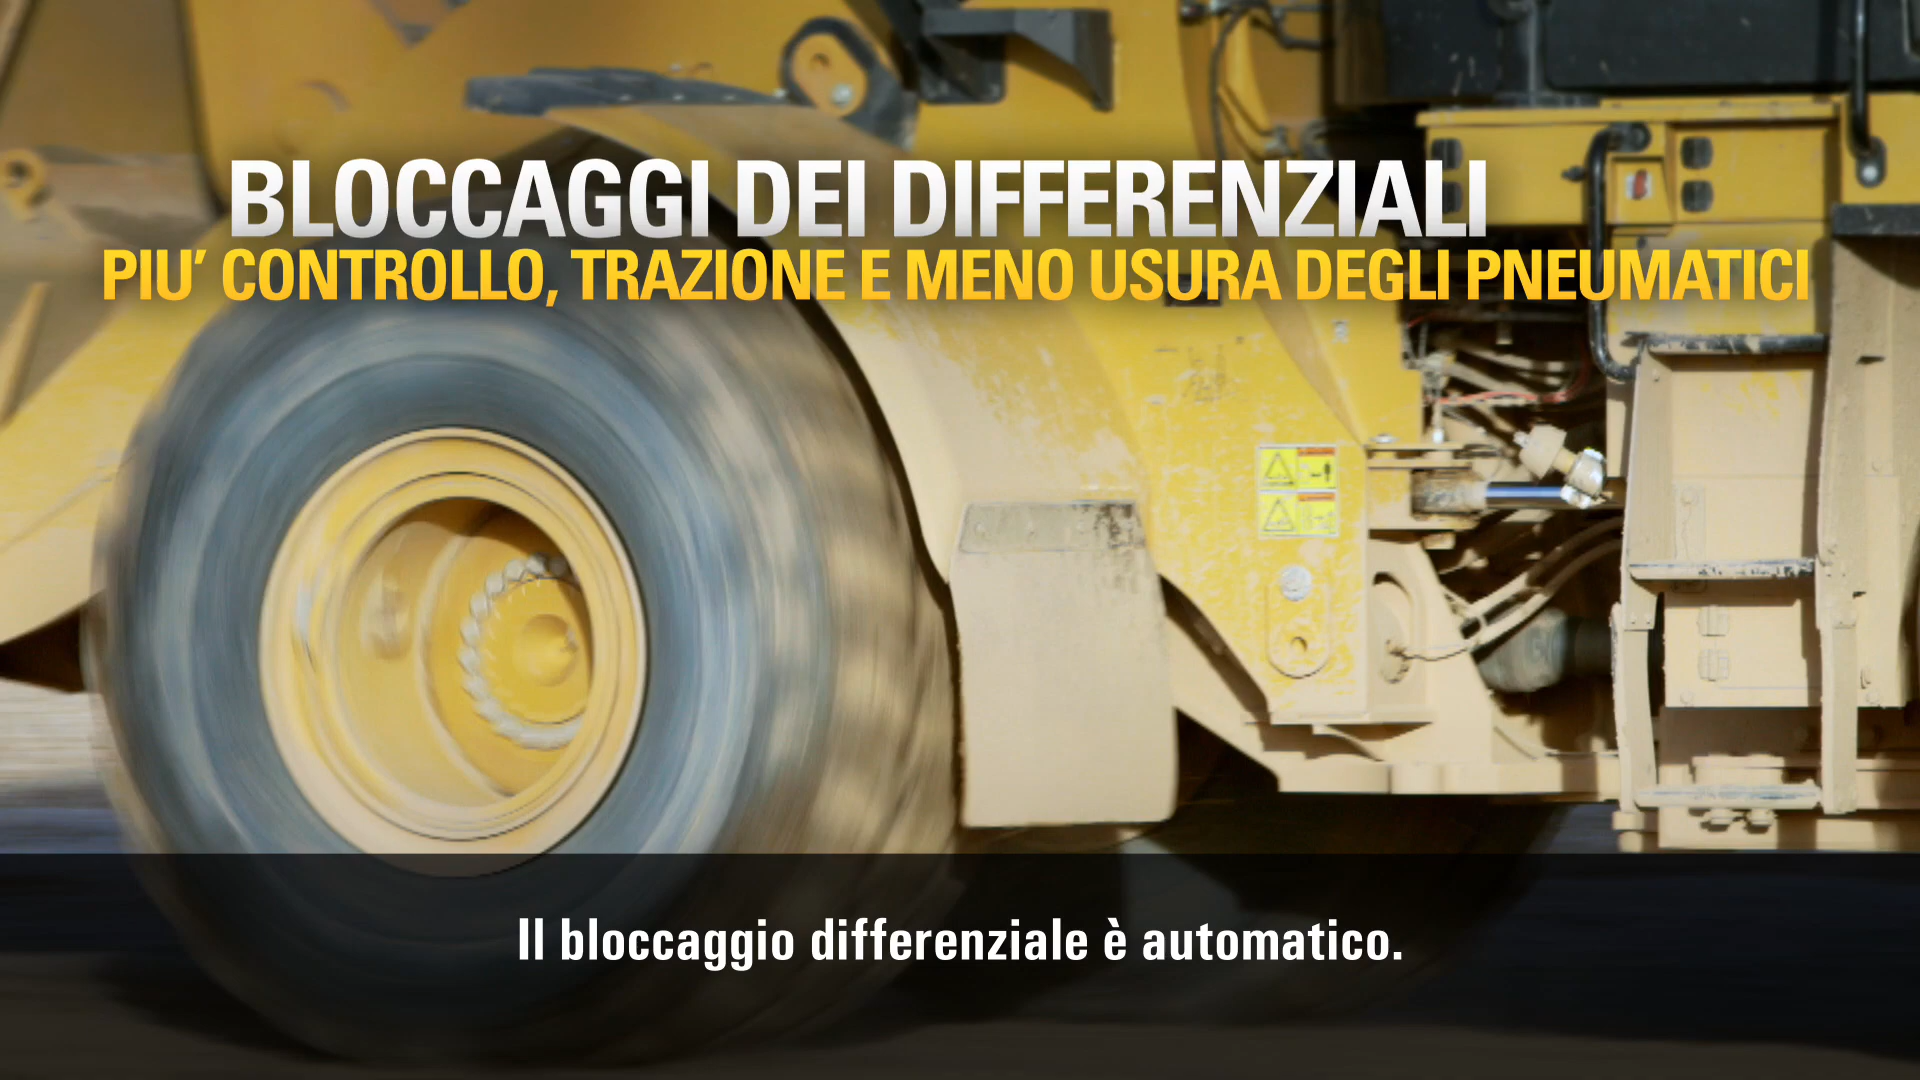 BLOCCAGGI DEI DIFFERENZIALI
PIU’ CONTROLLO, TRAZIONE E MENO USURA DEGLI PNEUMATICI
Il bloccaggio differenziale è automatico.